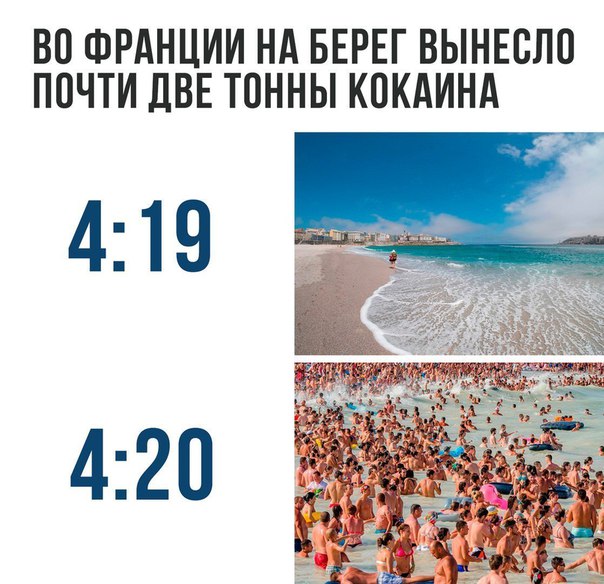 ВО ФРАНЦИИ НА БЕРЕГ ВЫНЕСЛО
ПОЧТИ ДВЕ ТОННЫ КОКАИНА
4:19
4:20